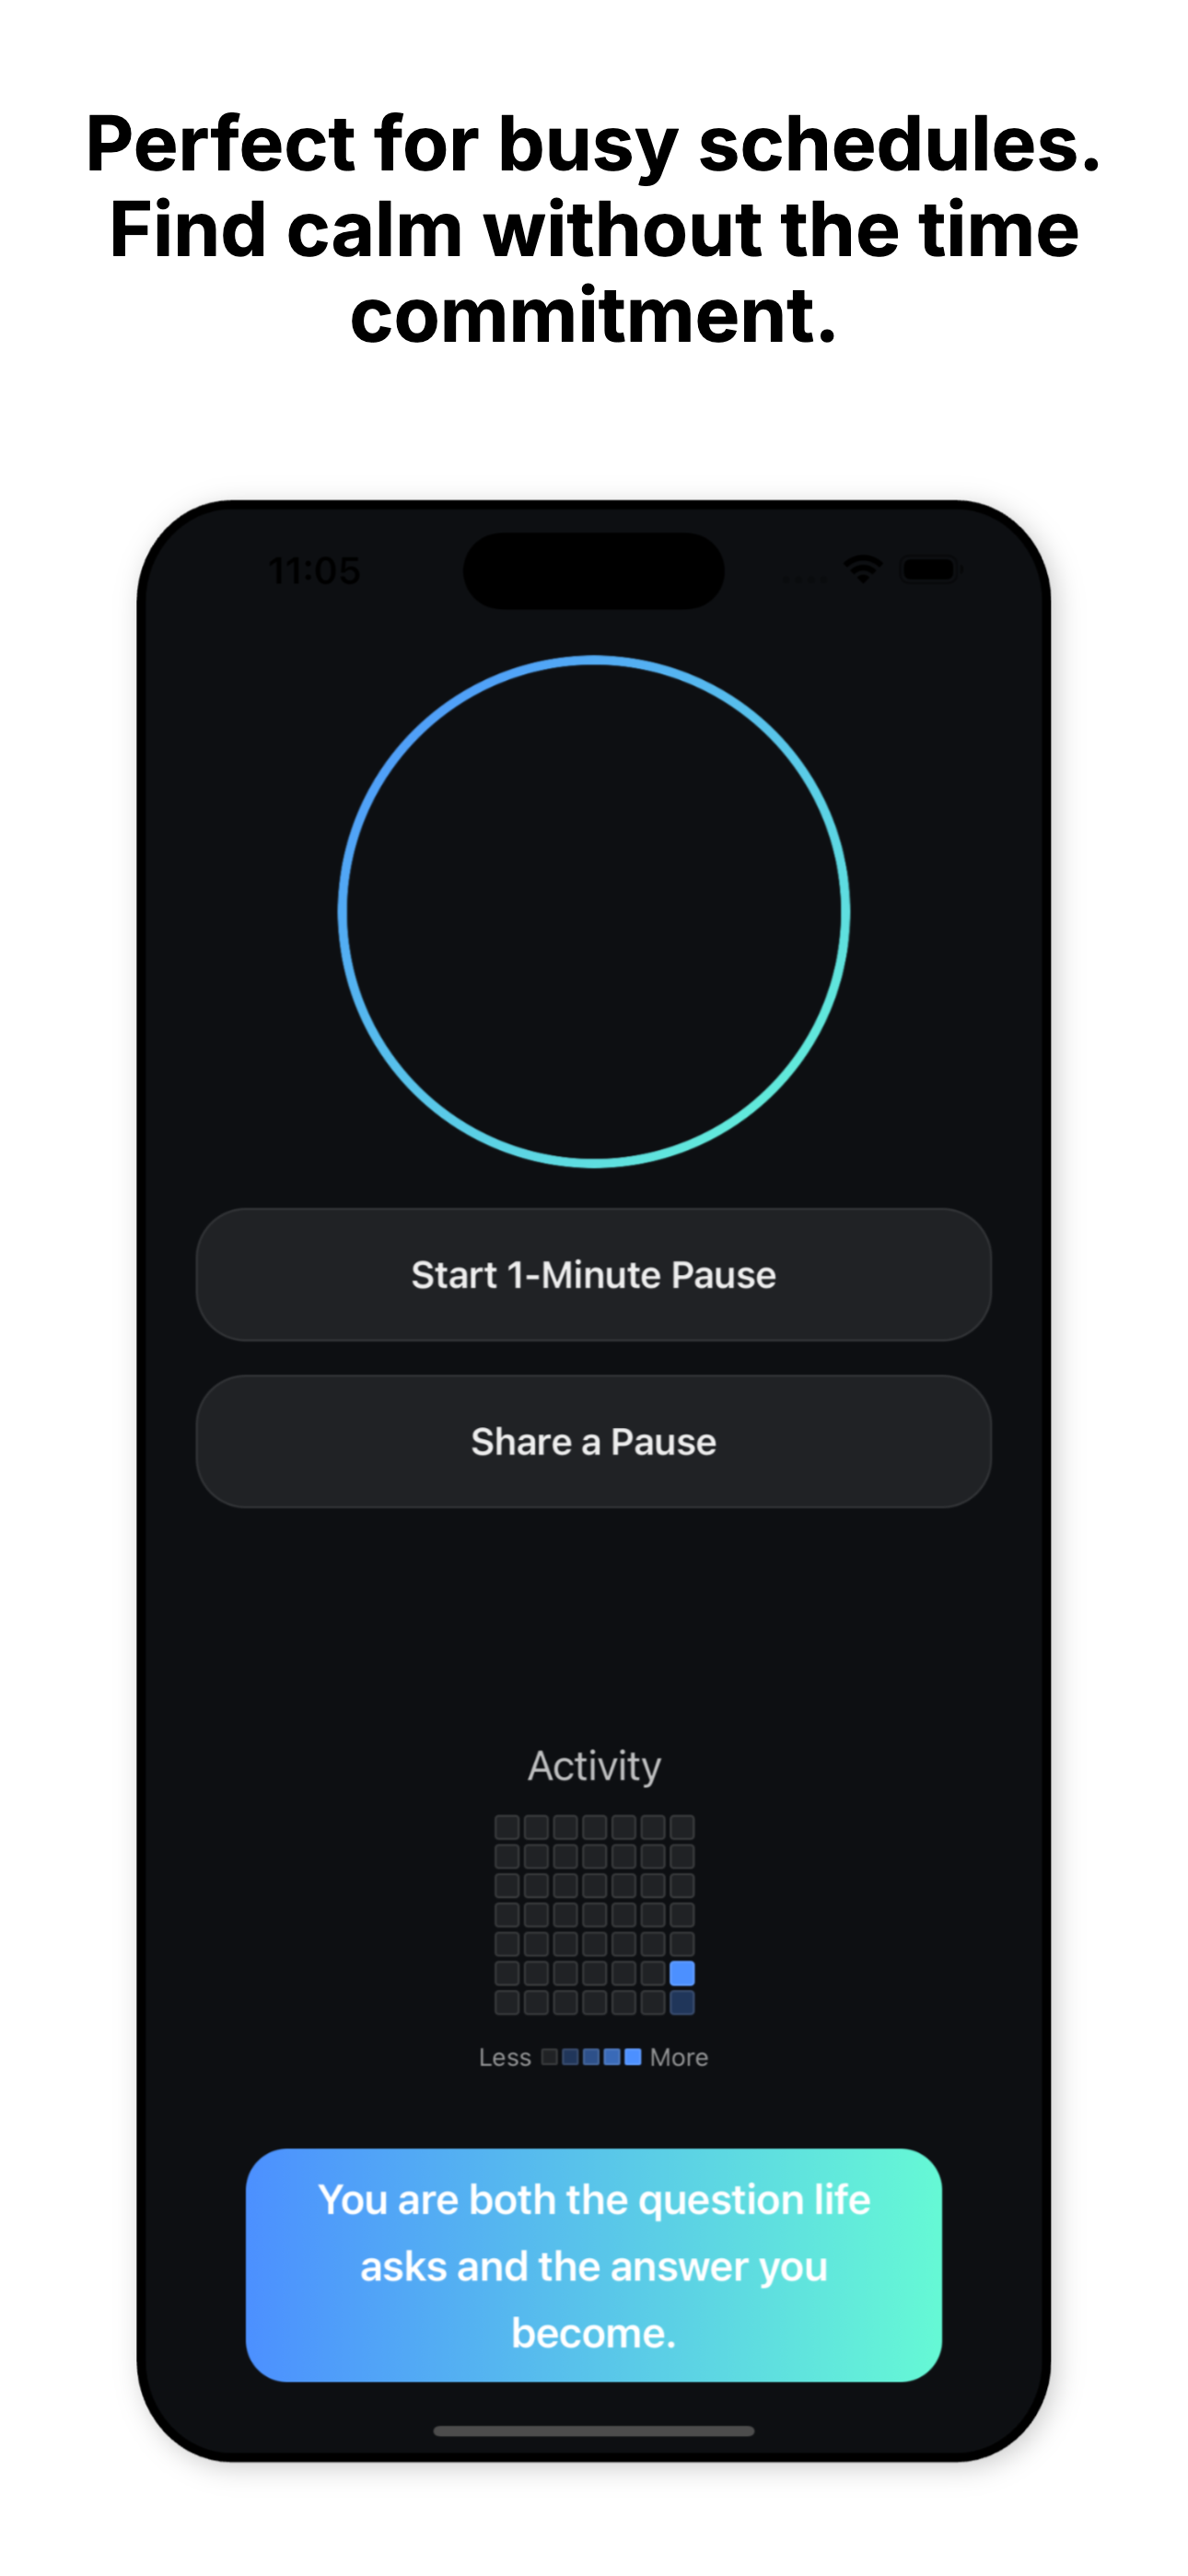 Perfect for busy schedules.
Find calm without the time
commitment.
11:05
Start 1-Minute Pause
Share a Pause
Activity
Less More
You are both the question life
asks and the answer you
become.